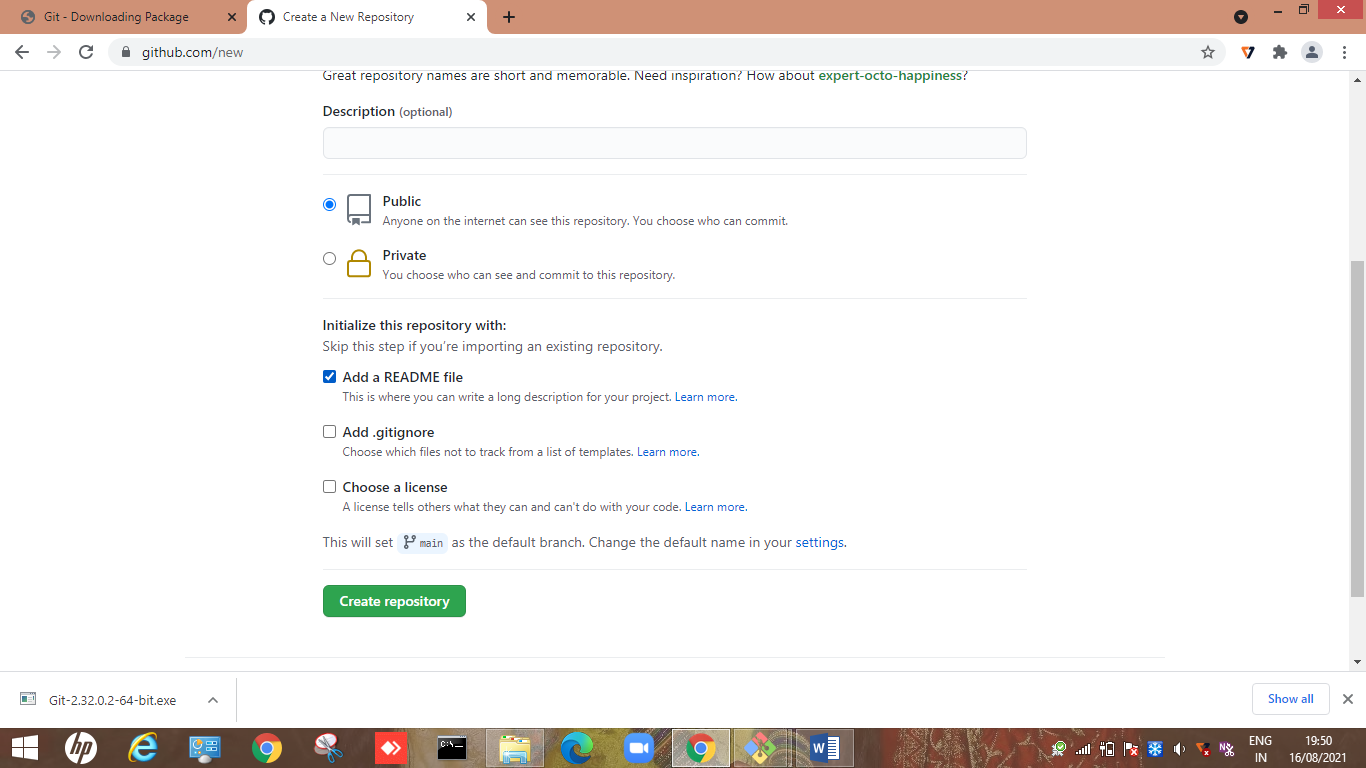 Git - Downloading Package
Create a New Repository
github.com/new
Great repository names are short and memorable. Need inspiration? How about expert-octo-happiness?
Description (optional)
Public
Anyone on the internet can see this repository. You choose who can commit.
Private
You choose who can see and commit to this repository.
Initialize this repository with:
Skip this step if you're importing an existing repository.
Add a README file
This is where you can write a long description for your project. Learn more.
Add .gitignore
Choose which files not to track from a list of templates. Learn more.
Choose a license
A license tells others what they can and can't do with your code. Learn more.
This will set main as the default branch. Change the default name in your settings.
Create repository
Git-2.32.0.2-64-bit.exe
Show all
hp
C:\
W
ENG
IN
19:50
16/08/2021